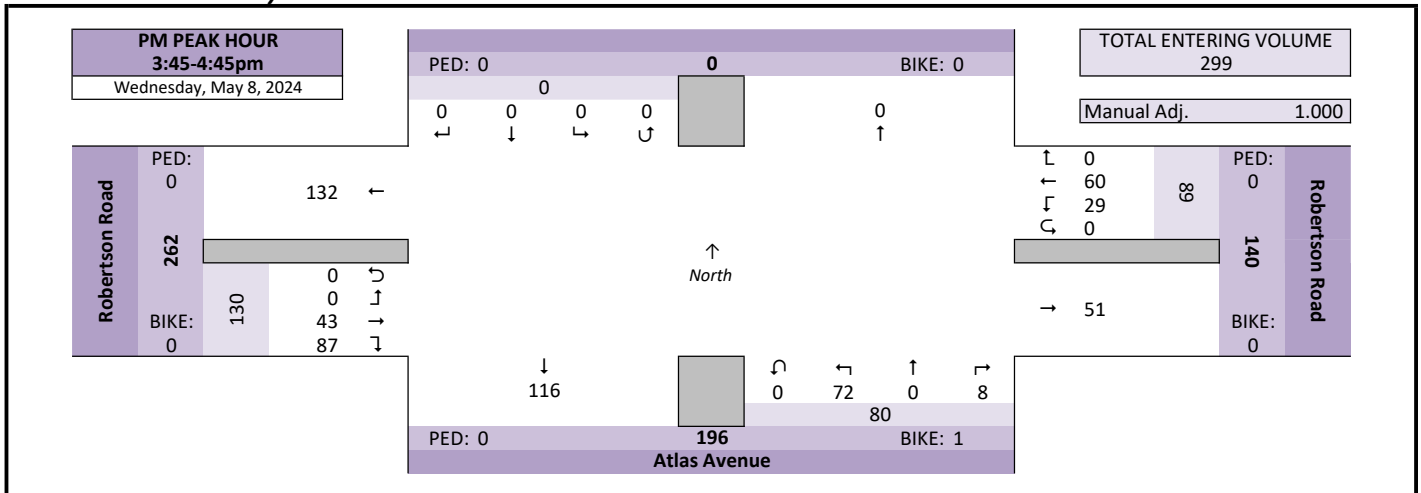 PM PEAK HOUR
3:45-4:45pm
Wednesday, May 8, 2024
PED: 0 0 BIKE: 0
0
0 0 0 0
↵ ↓ ↳ ↺
0
↑
TOTAL ENTERING VOLUME
299
Manual Adj. 1.000
Robertson Road
PED:
0
262
BIKE:
0
132 ←
130
0 ⮌
0 ↰
43 →
87 ↴
↑
North
↱ 0
← 60
↲ 29
⮎ 0
89
→ 51
PED:
0
140
BIKE:
0
Robertson Road
↓
116
↶ ↰ ↑ ↱
0 72 0 8
80
PED: 0 196 BIKE: 1
Atlas Avenue